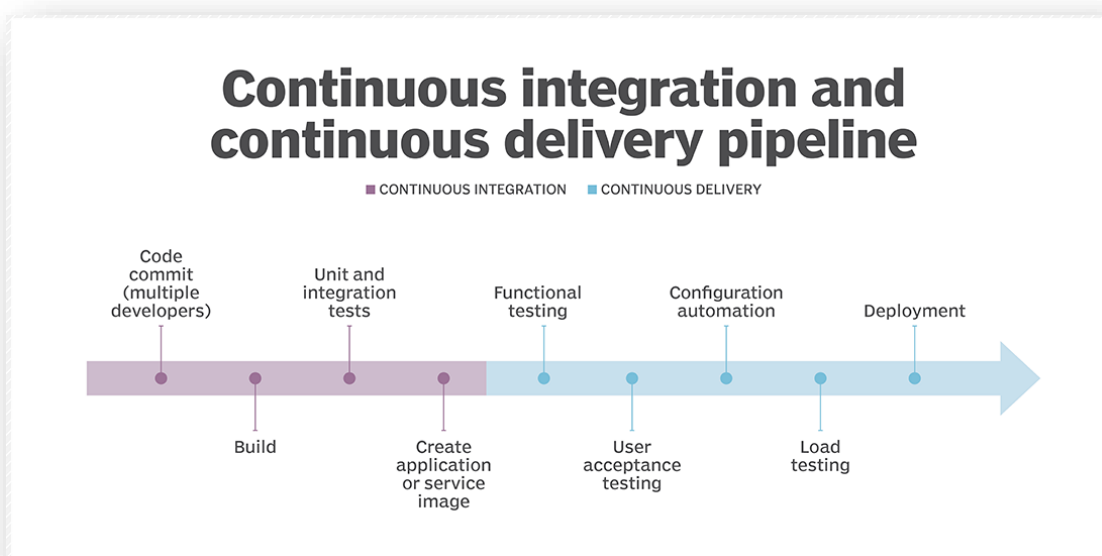 Continuous integration and
continuous delivery pipeline
CONTINUOUS INTEGRATION
CONTINUOUS DELIVERY
Code
commit
(multiple
developers)
Build
Unit and
integration
tests
Create
application
or service
image
Functional
testing
User
acceptance
testing
Configuration
automation
Load
testing
Deployment